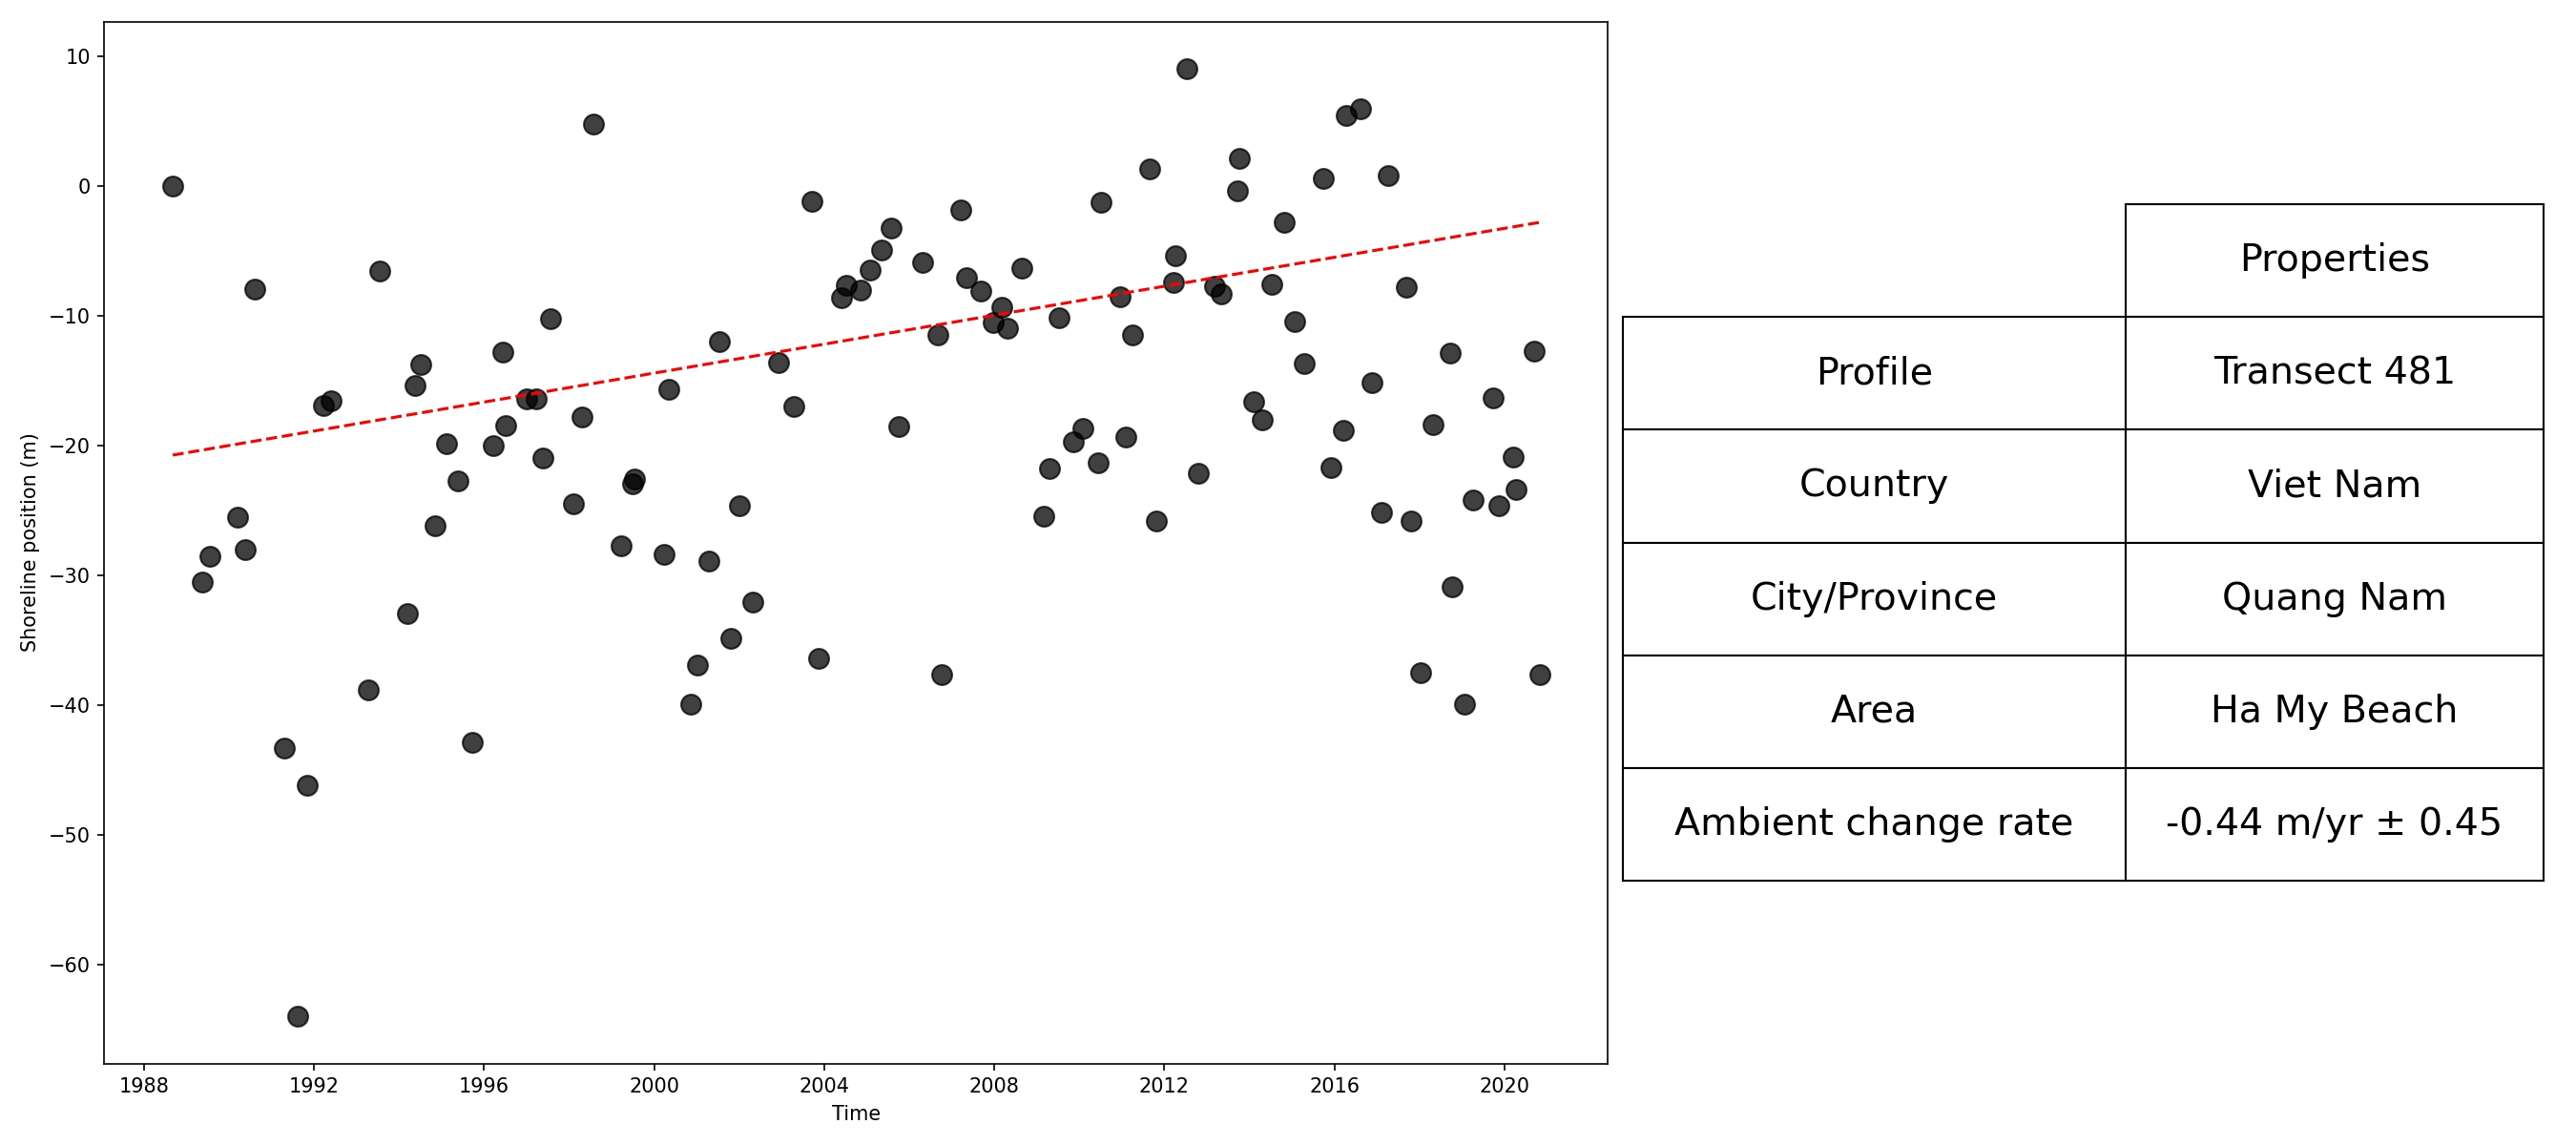 10
0
−10
−20
−30
−40
−50
−60
Shoreline position (m)
1988 1992 1996 2000 2004 2008 2012 2016 2020
Time
Properties
Profile Transect 481
Country Viet Nam
City/Province Quang Nam
Area Ha My Beach
Ambient change rate -0.44 m/yr ± 0.45